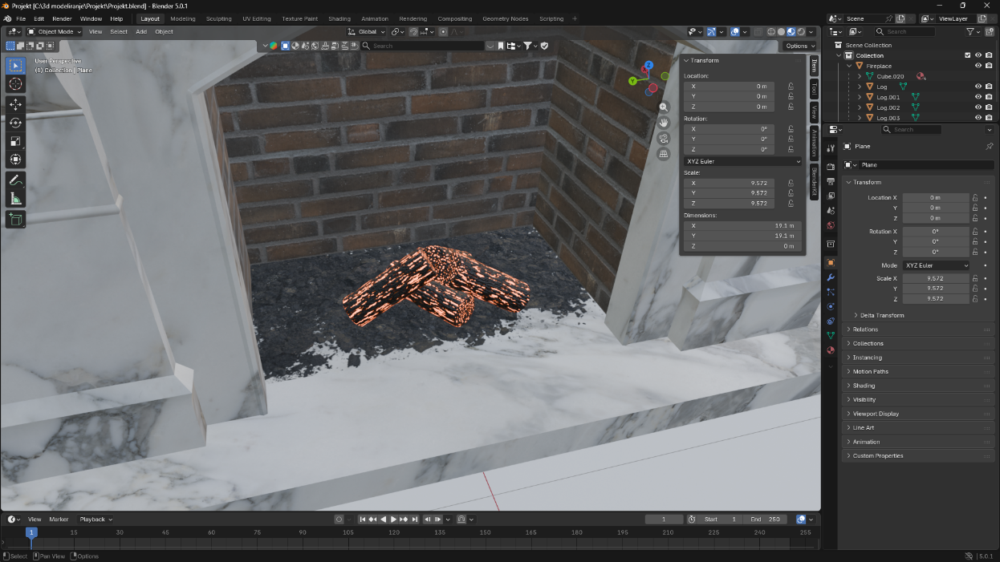 Projekt [C:\3d modeliranje\Projekt\Projekt.blend] - Blender 5.0.1
File Edit Render Window Help Layout Modeling Sculpting UV Editing Texture Paint Shading Animation Rendering Compositing Geometry Nodes Scripting + Scene ViewLayer
Object Mode View Select Add Object Global Search
Search Options
User Perspective
(1) Collection | Plane
Z
Y
Transform
Location:
X 0 m
Y 0 m
Z 0 m
Rotation:
X 0°
Y 0°
Z 0°
XYZ Euler
Scale:
X 9.572
Y 9.572
Z 9.572
Dimensions:
X 19.1 m
Y 19.1 m
Z 0 m
Item
Tool
View
Animation
BlenderKit
Scene Collection
Collection
Fireplace
Cube.020
Log
Log.001
Log.002
Log.003
Search
Plane
Plane
Transform
Location X 0 m
Y 0 m
Z 0 m
Rotation X 0°
Y 0°
Z 0°
Mode XYZ Euler
Scale X 9.572
Y 9.572
Z 9.572
Delta Transform
Relations
Collections
Instancing
Motion Paths
Shading
Visibility
Viewport Display
Line Art
Animation
Custom Properties
View Marker Playback 1 Start 1 End 250
1 15 30 45 60 75 90 105 120 135 150 165 180 195 210 225 240 255
Select Pan View Options 5.0.1